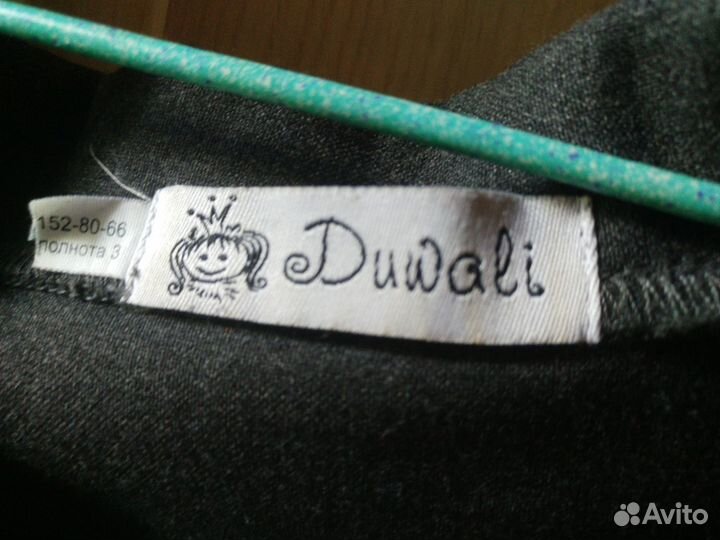 152-80-66
полнота 3
Duwali
Avito